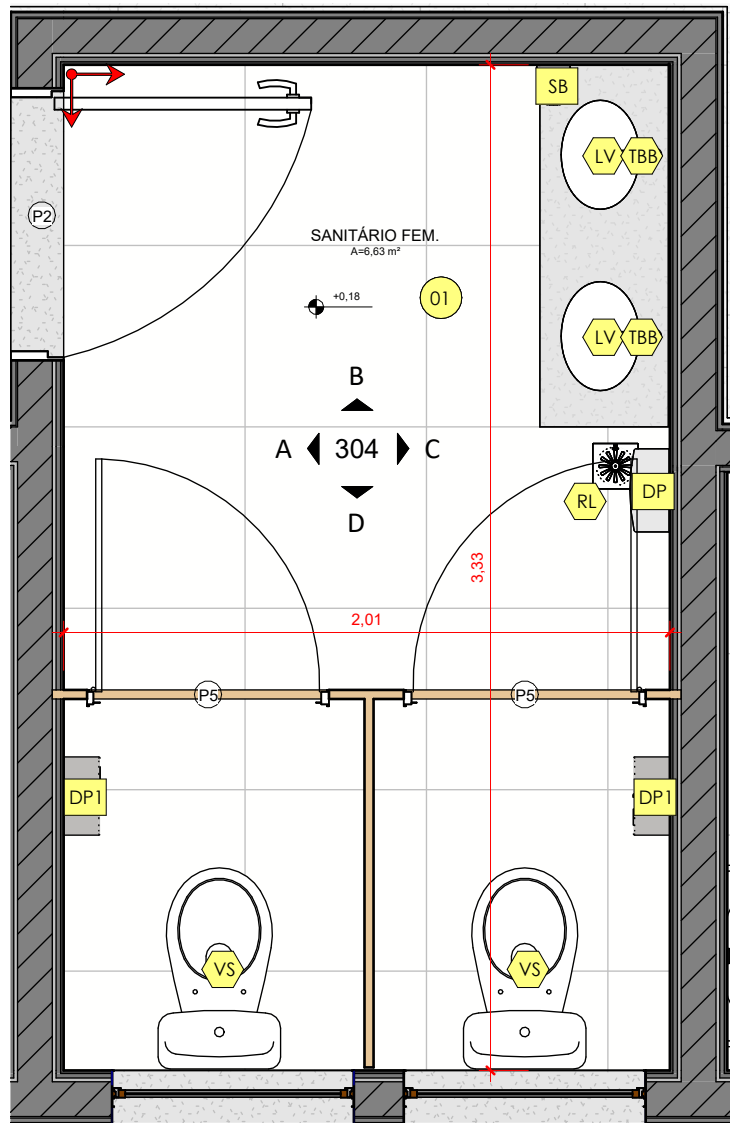 SB
LV TBB
P2
SANITÁRIO FEM.
A=6,63 m²
+0,18
01
LV TBB
B
A 304 C
D
RL
DP
3,33
2,01
P5
P5
DP1
DP1
VS
VS